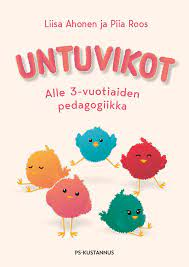 Liisa Ahonen ja Piia Roos
UNTUVIKOT
Alle 3-vuotiaiden
pedagogiikka
PS-KUSTANNUS